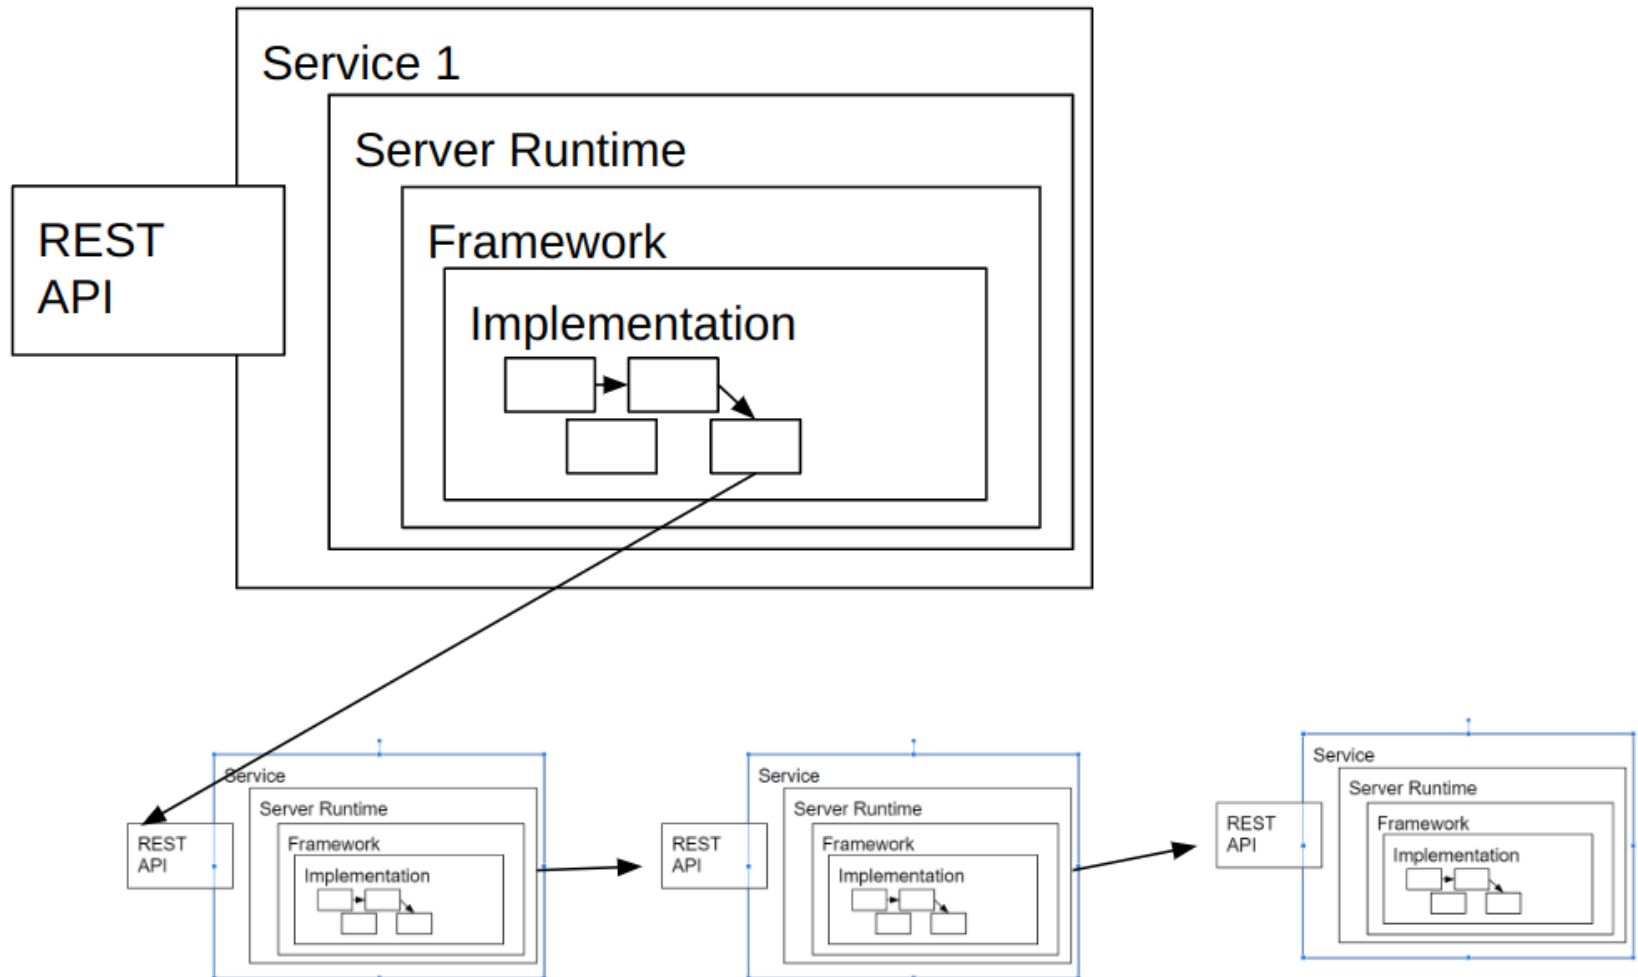 Service 1
Server Runtime
REST
API
Framework
Implementation
Service
Server Runtime
REST
API
Framework
Implementation
Service
Server Runtime
REST
API
Framework
Implementation
Service
Server Runtime
REST
API
Framework
Implementation